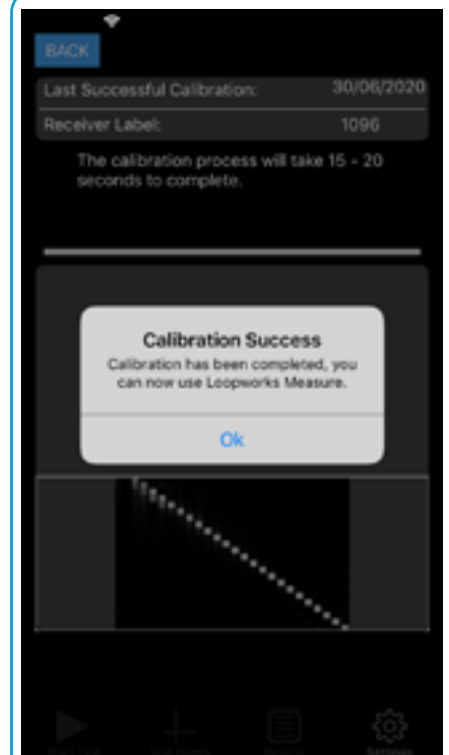 BACK
Last Successful Calibration: 30/06/2020
Receiver Label: 1096
The calibration process will take 15 - 20
seconds to complete.
Calibration Success
Calibration has been completed, you
can now use Loopworks Measure.
Ok
Settings